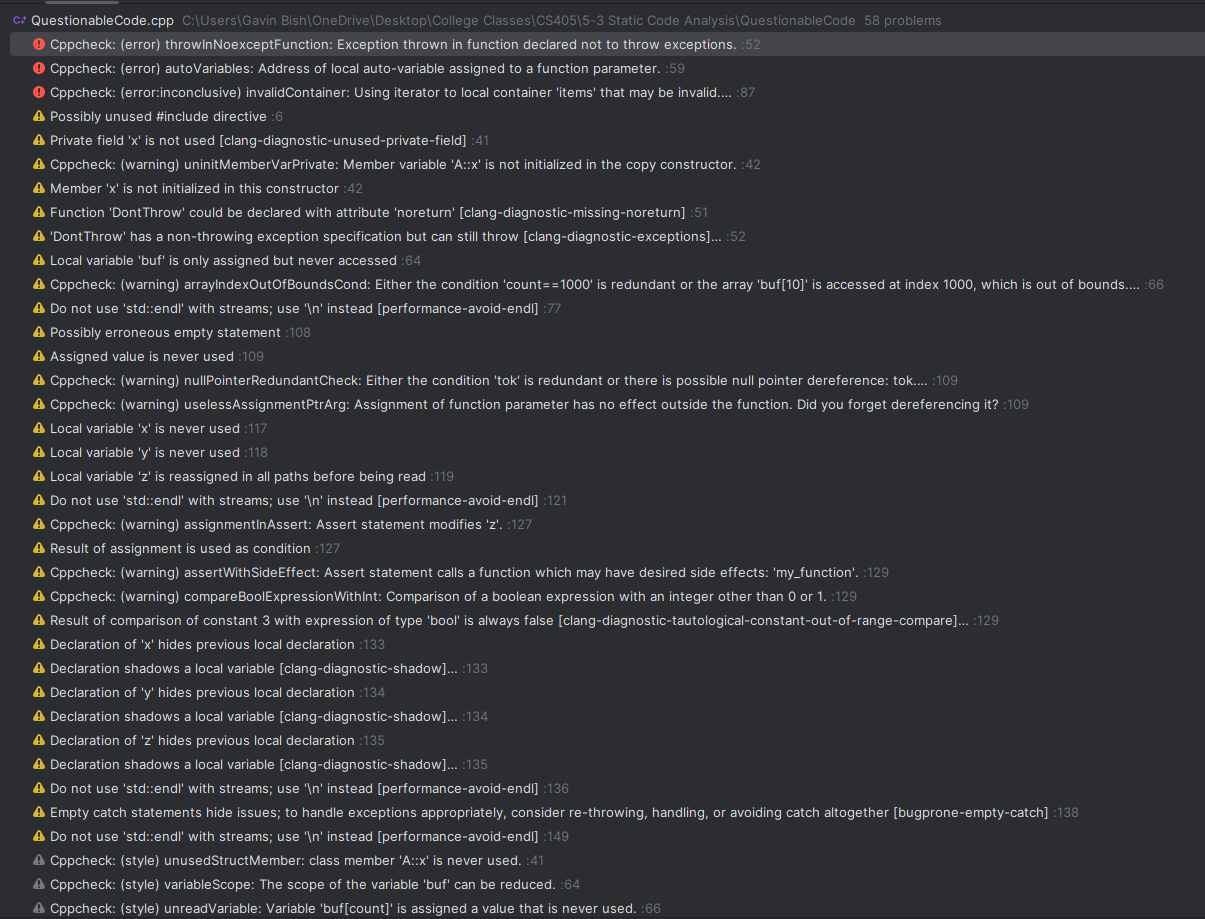 QuestionableCode.cpp C:\Users\Gavin Bish\OneDrive\Desktop\College Classes\CS405\5-3 Static Code Analysis\QuestionableCode 58 problems
Cppcheck: (error) throwInNoexceptFunction: Exception thrown in function declared not to throw exceptions. :52
Cppcheck: (error) autoVariables: Address of local auto-variable assigned to a function parameter. :59
Cppcheck: (error:inconclusive) invalidContainer: Using iterator to local container 'items' that may be invalid.... :87
Possibly unused #include directive :6
Private field 'x' is not used [clang-diagnostic-unused-private-field] :41
Cppcheck: (warning) uninitMemberVarPrivate: Member variable 'A::x' is not initialized in the copy constructor. :42
Member 'x' is not initialized in this constructor :42
Function 'DontThrow' could be declared with attribute 'noreturn' [clang-diagnostic-missing-noreturn] :51
'DontThrow' has a non-throwing exception specification but can still throw [clang-diagnostic-exceptions]... :52
Local variable 'buf' is only assigned but never accessed :64
Cppcheck: (warning) arrayIndexOutOfBoundsCond: Either the condition 'count==1000' is redundant or the array 'buf[10]' is accessed at index 1000, which is out of bounds.... :66
Do not use 'std::endl' with streams; use '\n' instead [performance-avoid-endl] :77
Possibly erroneous empty statement :108
Assigned value is never used :109
Cppcheck: (warning) nullPointerRedundantCheck: Either the condition 'tok' is redundant or there is possible null pointer dereference: tok.... :109
Cppcheck: (warning) uselessAssignmentPtrArg: Assignment of function parameter has no effect outside the function. Did you forget dereferencing it? :109
Local variable 'x' is never used :117
Local variable 'y' is never used :118
Local variable 'z' is reassigned in all paths before being read :119
Do not use 'std::endl' with streams; use '\n' instead [performance-avoid-endl] :121
Cppcheck: (warning) assignmentInAssert: Assert statement modifies 'z'. :127
Result of assignment is used as condition :127
Cppcheck: (warning) assertWithSideEffect: Assert statement calls a function which may have desired side effects: 'my_function'. :129
Cppcheck: (warning) compareBoolExpressionWithInt: Comparison of a boolean expression with an integer other than 0 or 1. :129
Result of comparison of constant 3 with expression of type 'bool' is always false [clang-diagnostic-tautological-constant-out-of-range-compare]... :129
Declaration of 'x' hides previous local declaration :133
Declaration shadows a local variable [clang-diagnostic-shadow]... :133
Declaration of 'y' hides previous local declaration :134
Declaration shadows a local variable [clang-diagnostic-shadow]... :134
Declaration of 'z' hides previous local declaration :135
Declaration shadows a local variable [clang-diagnostic-shadow]... :135
Do not use 'std::endl' with streams; use '\n' instead [performance-avoid-endl] :136
Empty catch statements hide issues; to handle exceptions appropriately, consider re-throwing, handling, or avoiding catch altogether [bugprone-empty-catch] :138
Do not use 'std::endl' with streams; use '\n' instead [performance-avoid-endl] :149
Cppcheck: (style) unusedStructMember: class member 'A::x' is never used. :41
Cppcheck: (style) variableScope: The scope of the variable 'buf' can be reduced. :64
Cppcheck: (style) unreadVariable: Variable 'buf[count]' is assigned a value that is never used. :66